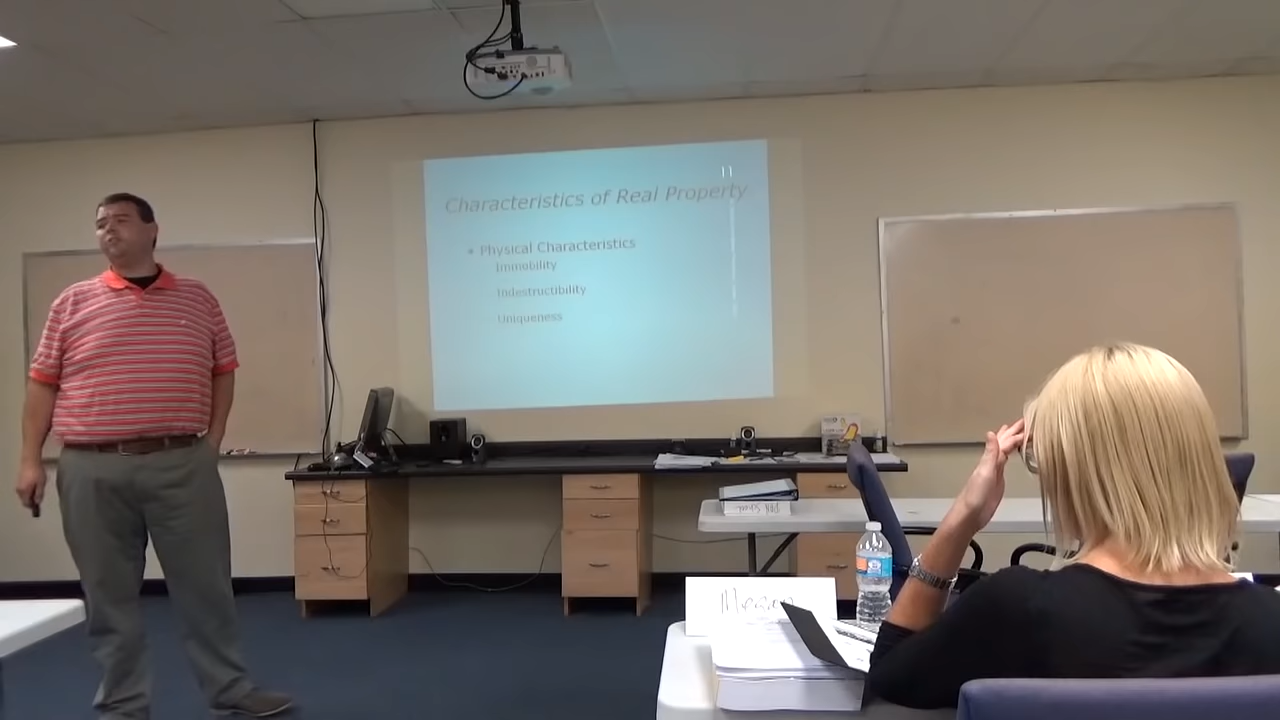 Characteristics of Real Property
• Physical Characteristics
Immobility
Indestructibility
Uniqueness